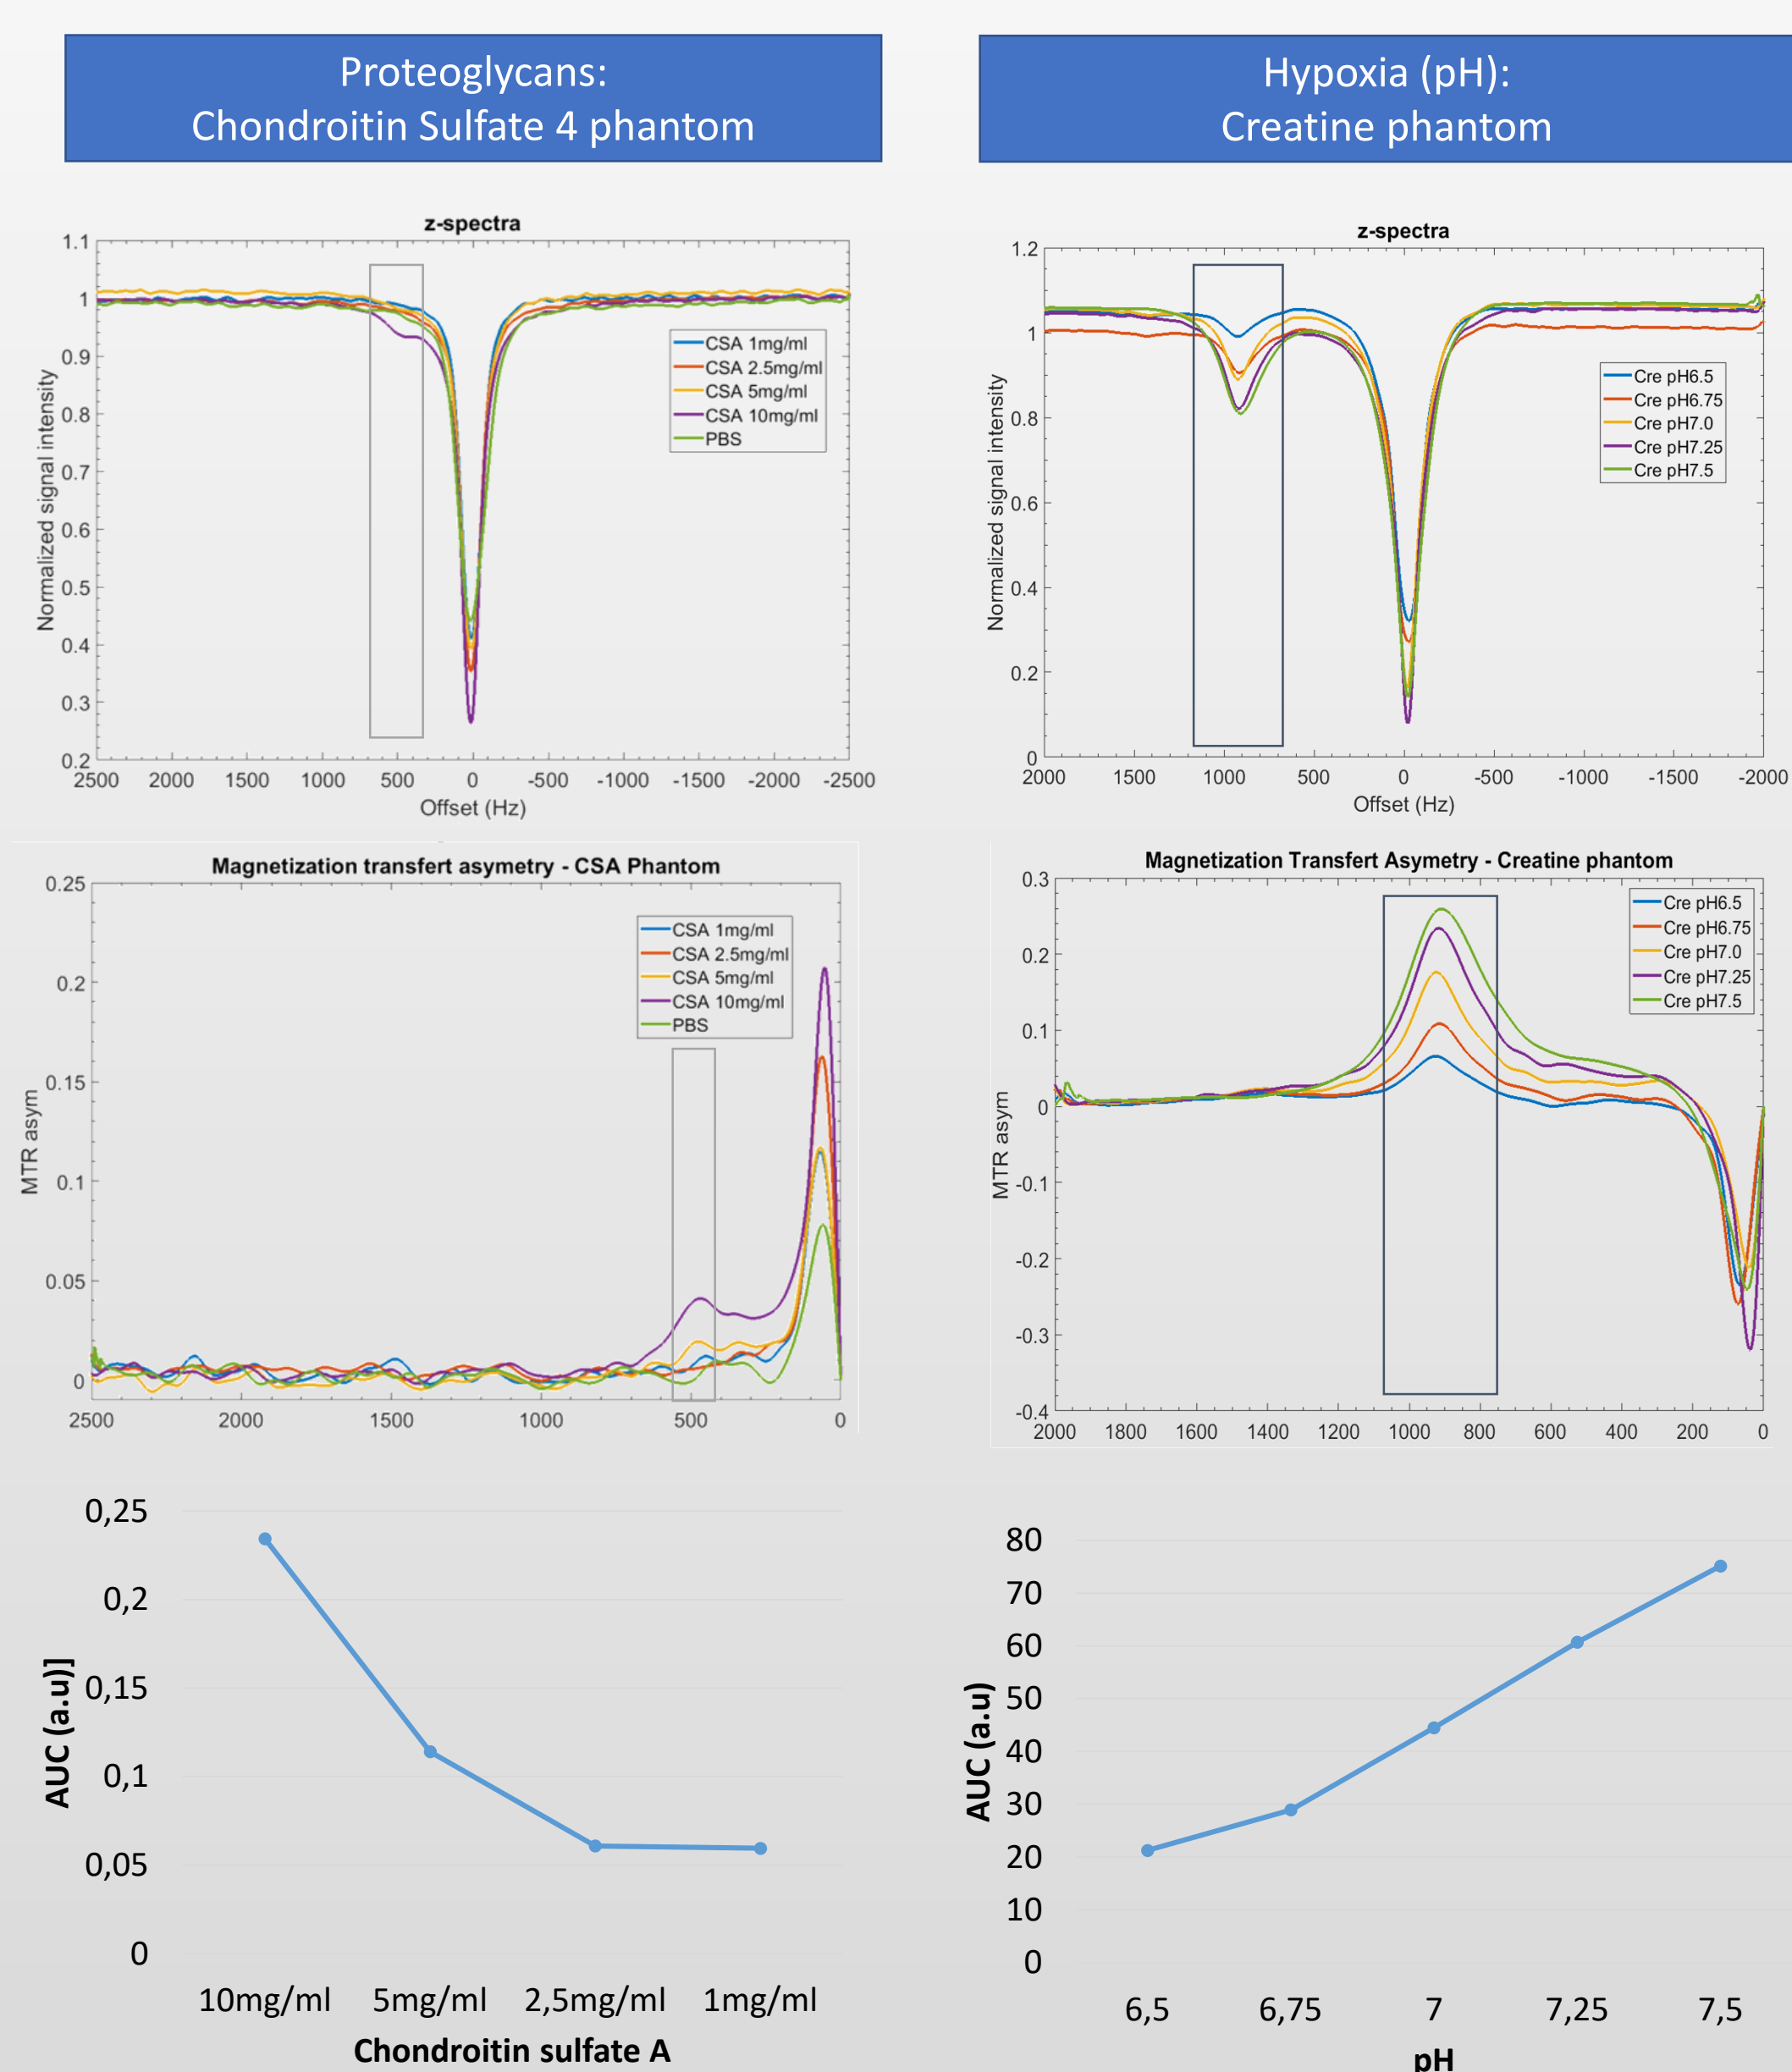 Proteoglycans:
Chondroitin Sulfate 4 phantom
z-spectra
1.1
1
0.9
0.8
0.7
0.6
0.5
0.4
0.3
0.2
Normalized signal intensity
CSA 1mg/ml
CSA 2.5mg/ml
CSA 5mg/ml
CSA 10mg/ml
PBS
2500 2000 1500 1000 500 0 -500 -1000 -1500 -2000 -2500
Offset (Hz)
Magnetization transfert asymetry - CSA Phantom
0.25
0.2
0.15
0.1
0.05
0
MTR asym
CSA 1mg/ml
CSA 2.5mg/ml
CSA 5mg/ml
CSA 10mg/ml
PBS
2500 2000 1500 1000 500 0
0,25
0,2
0,15
0,1
0,05
0
AUC (a.u)]
10mg/ml 5mg/ml 2,5mg/ml 1mg/ml
Chondroitin sulfate A
Hypoxia (pH):
Creatine phantom
z-spectra
1.2
1
0.8
0.6
0.4
0.2
0
Normalized signal intensity
Cre pH6.5
Cre pH6.75
Cre pH7.0
Cre pH7.25
Cre pH7.5
2000 1500 1000 500 0 -500 -1000 -1500 -2000
Offset (Hz)
Magnetization Transfert Asymetry - Creatine phantom
0.3
0.2
0.1
0
-0.1
-0.2
-0.3
-0.4
MTR asym
Cre pH6.5
Cre pH6.75
Cre pH7.0
Cre pH7.25
Cre pH7.5
2000 1800 1600 1400 1200 1000 800 600 400 200 0
80
70
60
50
40
30
20
10
0
AUC (a.u)
6,5 6,75 7 7,25 7,5
pH